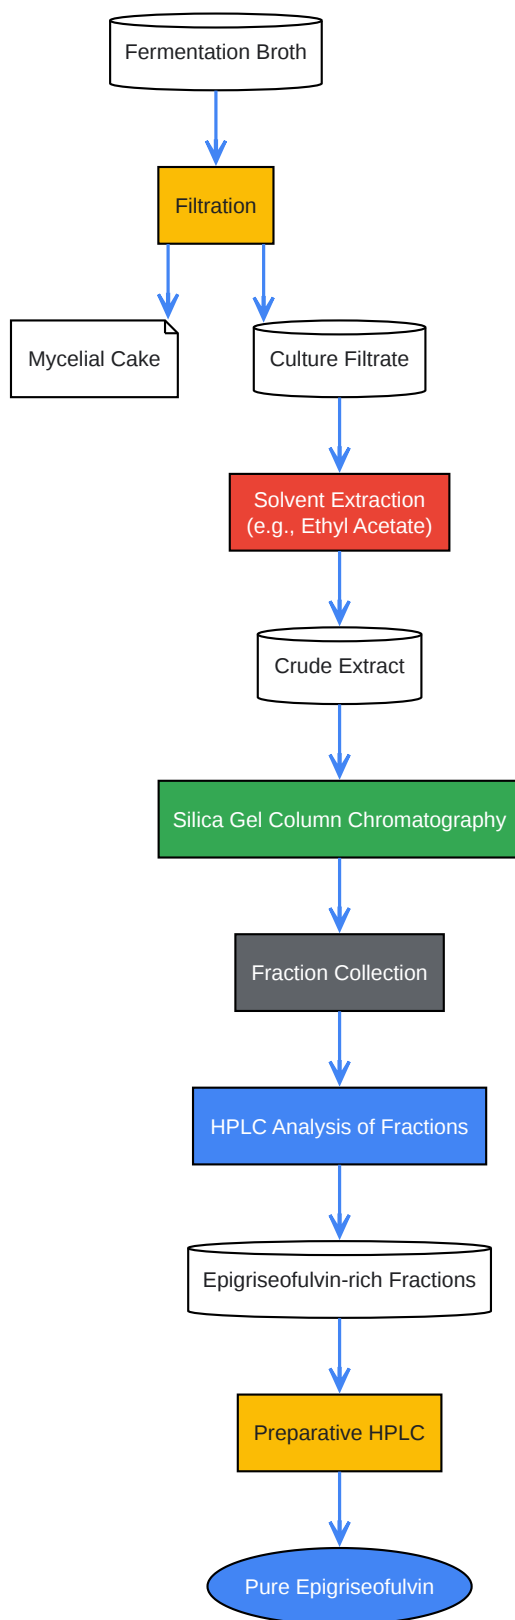 Fermentation Broth
Filtration
Mycelial Cake
Culture Filtrate
Solvent Extraction
(e.g., Ethyl Acetate)
Crude Extract
Silica Gel Column Chromatography
Fraction Collection
HPLC Analysis of Fractions
Epigriseofulvin-rich Fractions
Preparative HPLC
Pure Epigriseofulvin